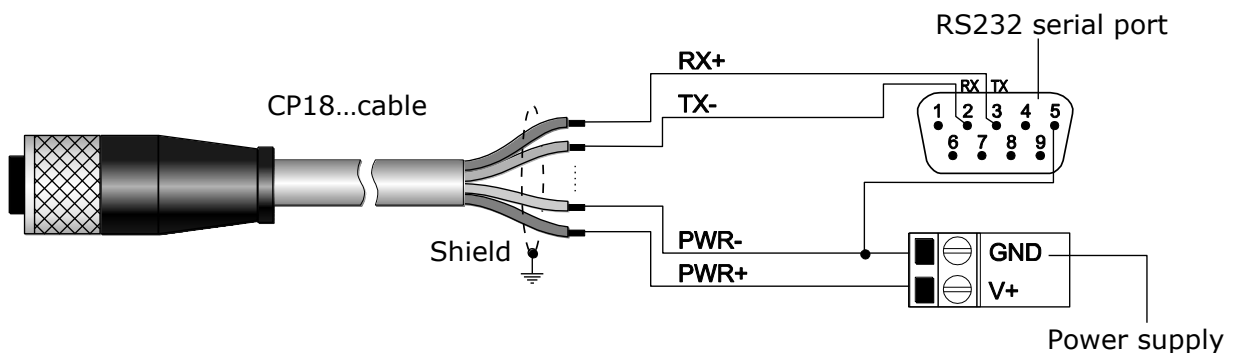 RS232 serial port
RX+
RX TX
CP18...cable
TX-
1 2 3 4 5
6 7 8 9
Shield
PWR-
GND
PWR+
V+
Power supply